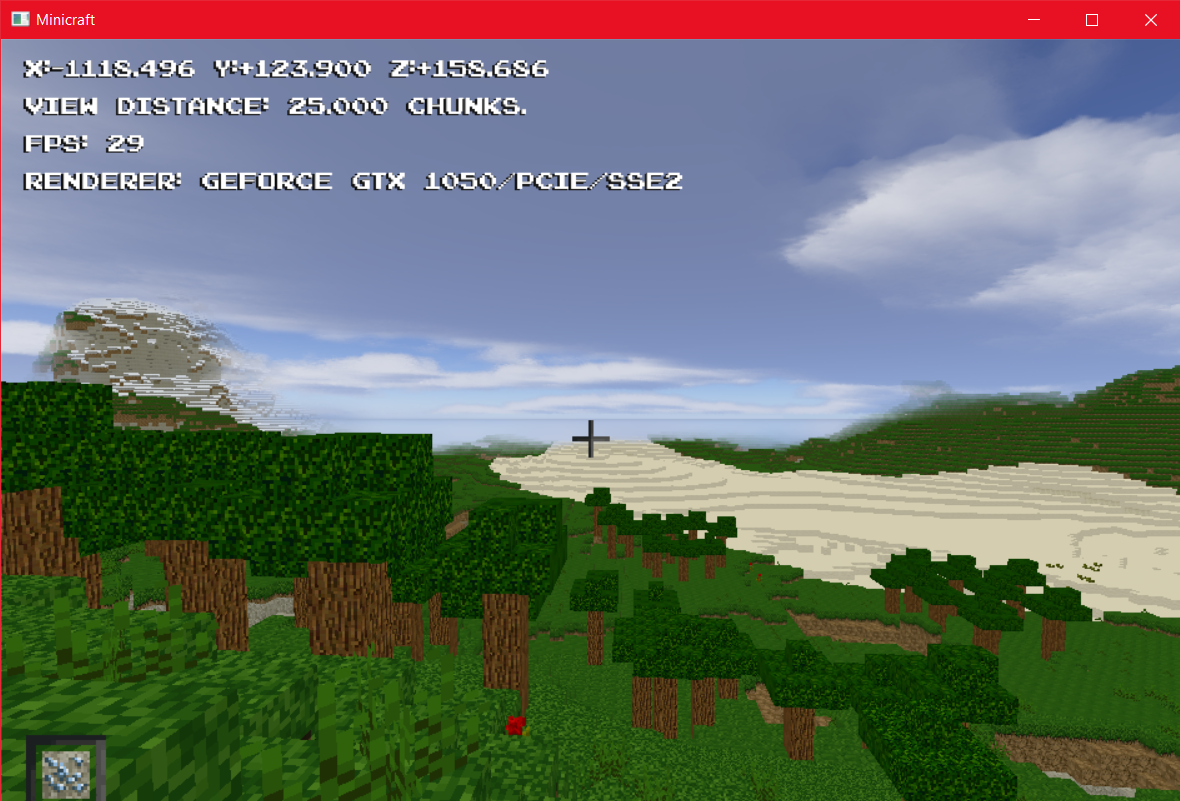 Minicraft
X:-1118.496 Y:+123.900 Z:+158.686
VIEW DISTANCE: 25.000 CHUNKS.
FPS: 29
RENDERER: GEFORCE GTX 1050/PCIE/SSE2